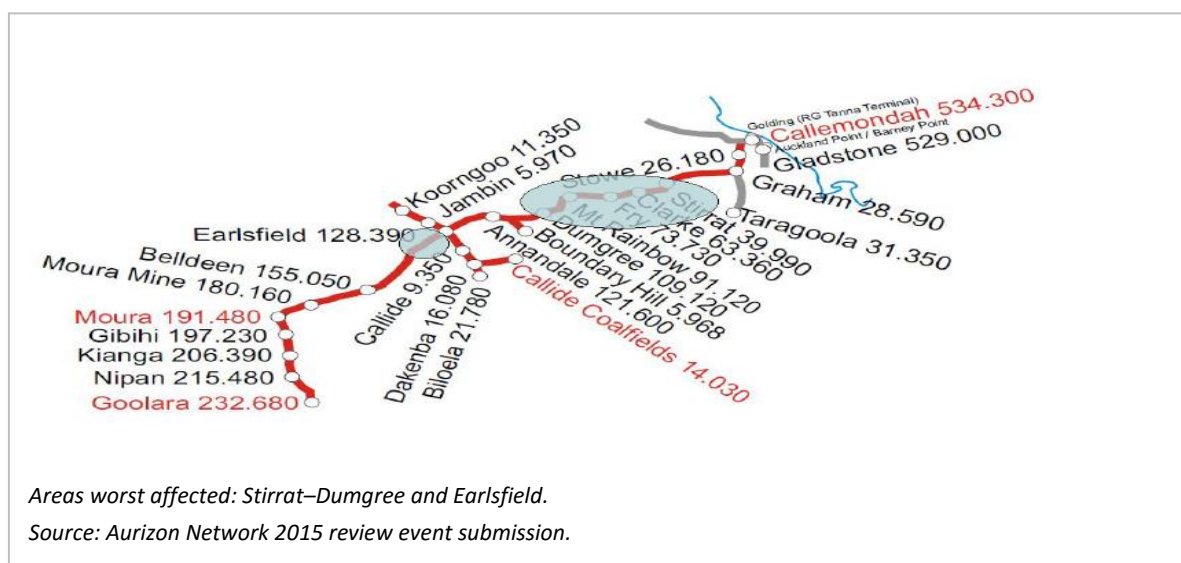 Golding (RG Tanna Terminal)
Callemondah 534.300
Auckland Point / Barney Point
Gladstone 529.000
Graham 28.590
Taragoola 31.350
Stowe 26.180
Stirrat 39.990
Clarke 63.360
Fry 73.730
Mt Rainbow 91.120
Dumgree 109.120
Boundary Hill 5.968
Annandale 121.600
Koorngoo 11.350
Jambin 5.970
Earlsfield 128.390
Belldeen 155.050
Moura Mine 180.160
Callide 9.350
Dakenba 16.080
Biloela 21.780
Callide Coalfields 14.030
Moura 191.480
Gibihi 197.230
Kianga 206.390
Nipan 215.480
Goolara 232.680
Areas worst affected: Stirrat–Dumgree and Earlsfield.
Source: Aurizon Network 2015 review event submission.